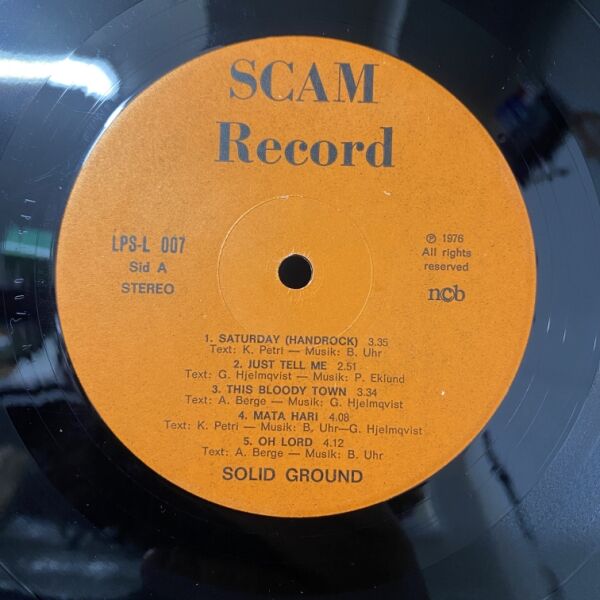 SCAM
Record
LPS-L 007
Sid A
STEREO
℗ 1976
All rights
reserved
ncb
1. SATURDAY (HANDROCK) 3.35
Text: K. Petri — Musik: B. Uhr
2. JUST TELL ME 2.51
Text: G. Hjelmqvist — Musik: P. Eklund
3. THIS BLOODY TOWN 3.34
Text: A. Berge — Musik: G. Hjelmqvist
4. MATA HARI 4.08
Text: K. Petri — Musik: B. Uhr—G. Hjelmqvist
5. OH LORD 4.12
Text: A. Berge — Musik: B. Uhr
SOLID GROUND